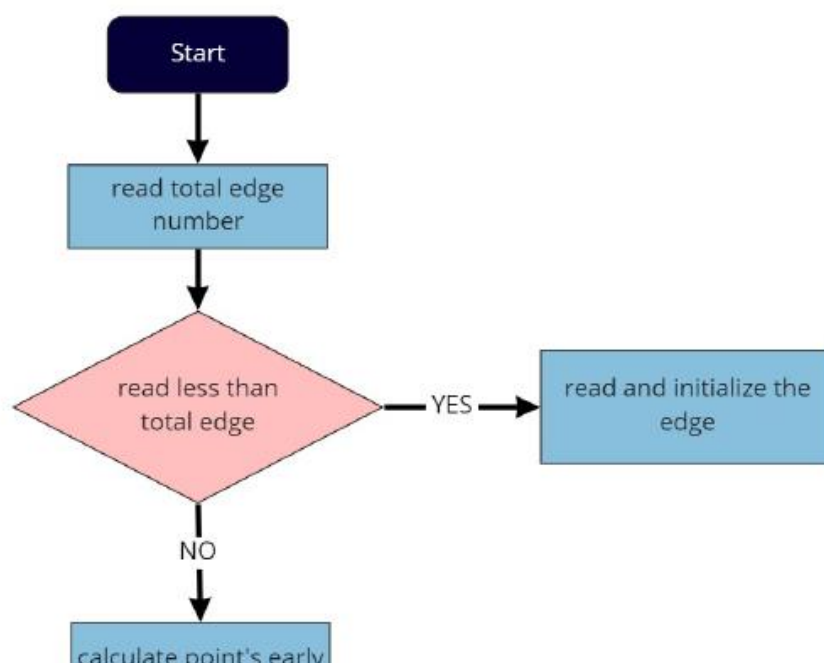 Start
read total edge
number
read less than
total edge
YES
read and initialize the
edge
NO
calculate point's early